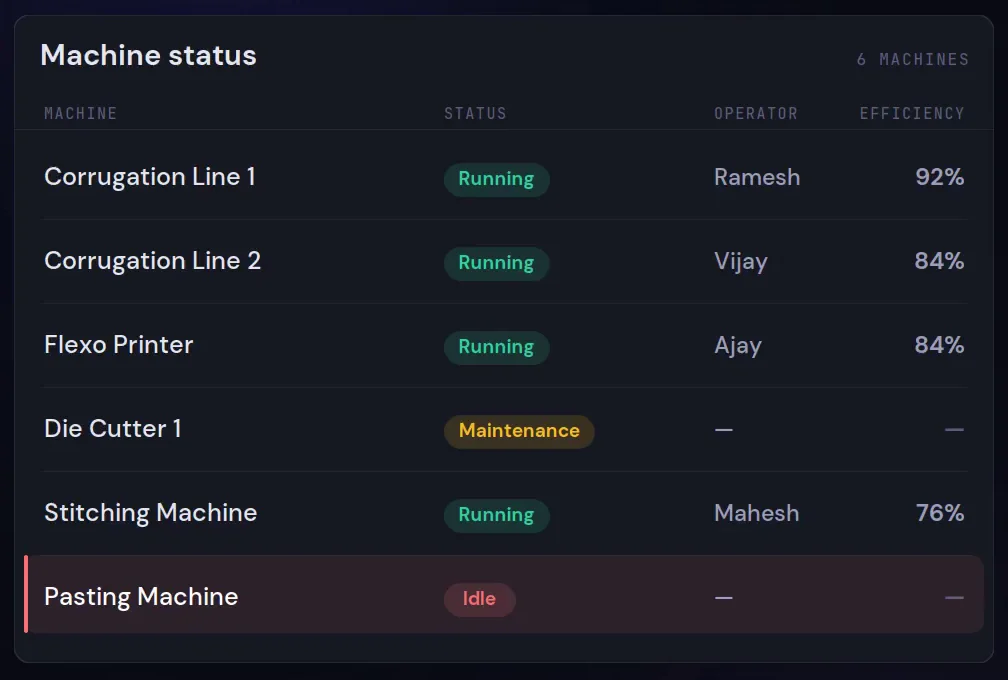 Machine status
6 MACHINES
MACHINE STATUS OPERATOR EFFICIENCY
Corrugation Line 1 Running Ramesh 92%
Corrugation Line 2 Running Vijay 84%
Flexo Printer Running Ajay 84%
Die Cutter 1 Maintenance — —
Stitching Machine Running Mahesh 76%
Pasting Machine Idle — —